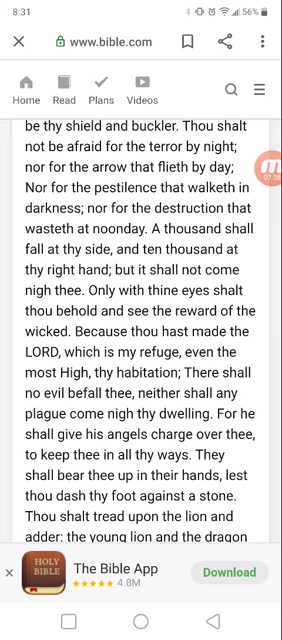 8:31
56%
www.bible.com
Home
Read
Plans
Videos
be thy shield and buckler. Thou shalt
not be afraid for the terror by night;
nor for the arrow that flieth by day;
Nor for the pestilence that walketh in
darkness; nor for the destruction that
wasteth at noonday. A thousand shall
fall at thy side, and ten thousand at
thy right hand; but it shall not come
nigh thee. Only with thine eyes shalt
thou behold and see the reward of the
wicked. Because thou hast made the
LORD, which is my refuge, even the
most High, thy habitation; There shall
no evil befall thee, neither shall any
plague come nigh thy dwelling. For he
shall give his angels charge over thee,
to keep thee in all thy ways. They
shall bear thee up in their hands, lest
thou dash thy foot against a stone.
Thou shalt tread upon the lion and
adder: the young lion and the dragon
07:38
HOLY
BIBLE
The Bible App
4.8M
Download